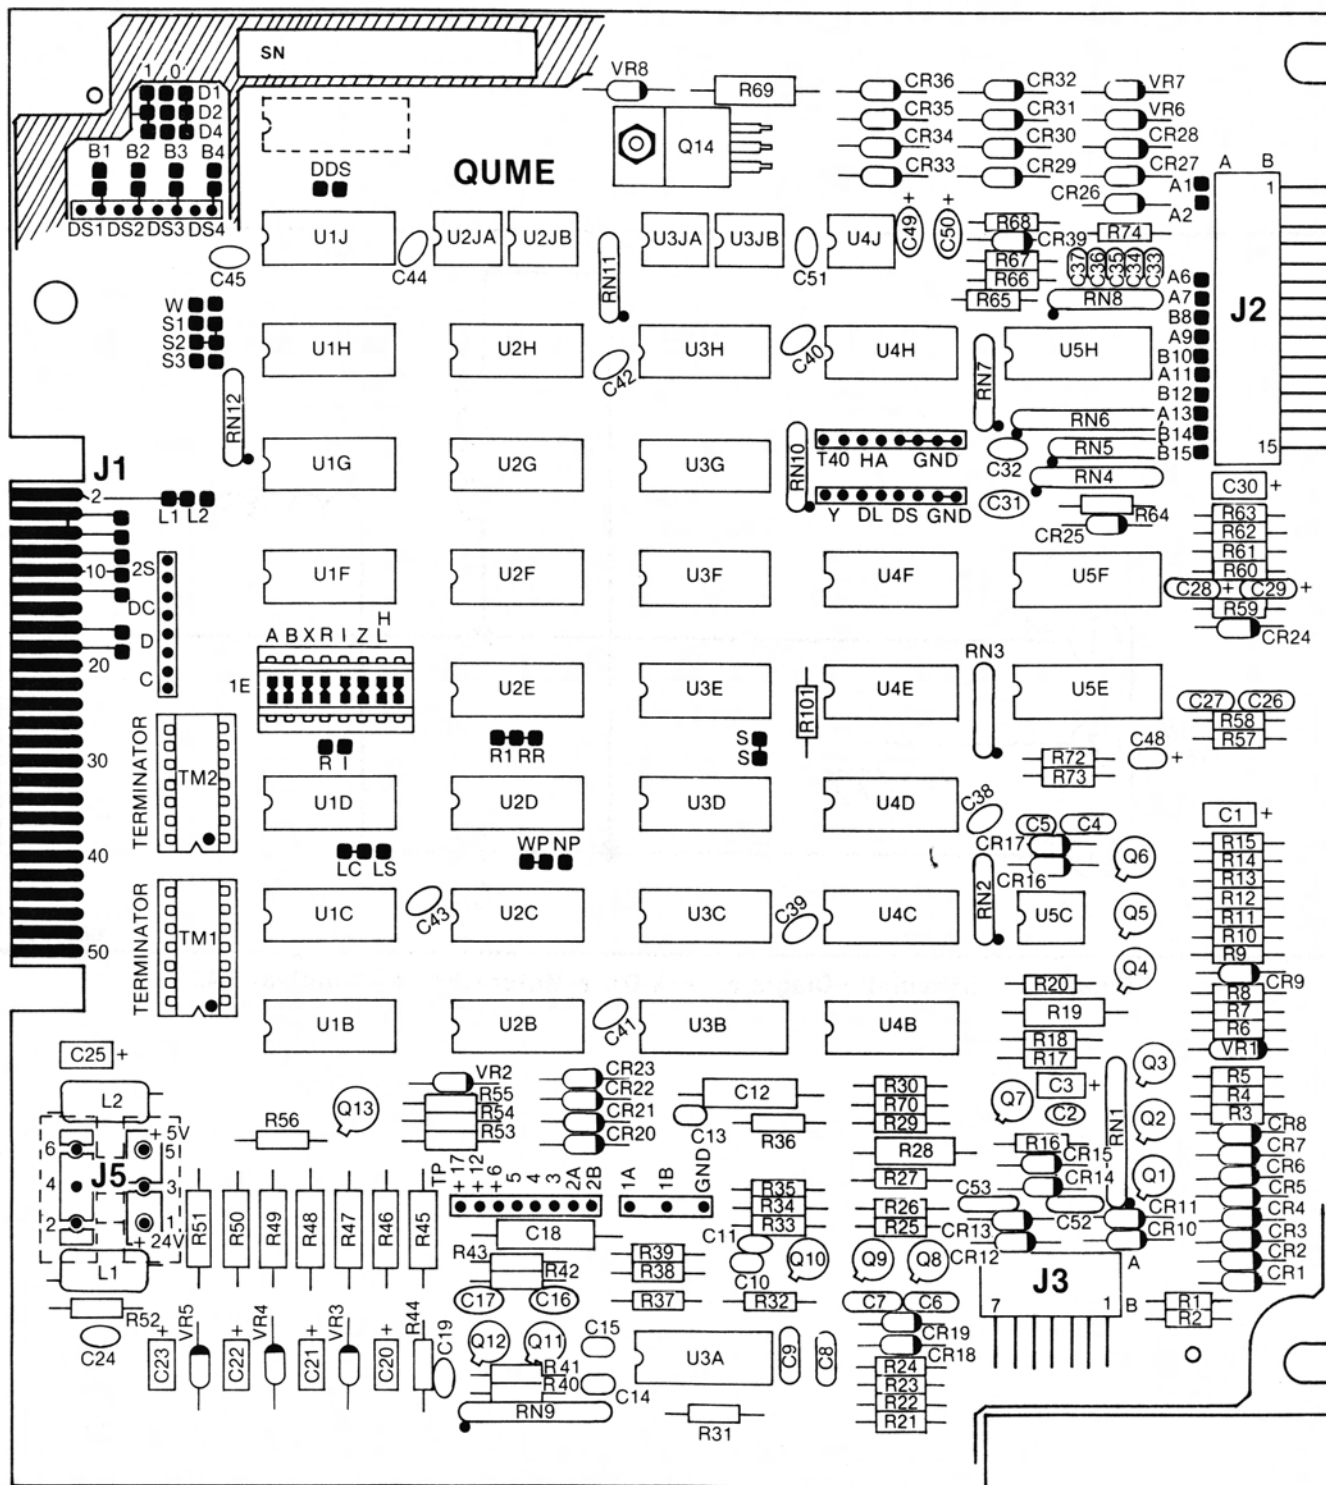 SN
1 0
D1
D2
D4
B1 B2 B3 B4
DS1 DS2 DS3 DS4
DDS
QUME
VR8
R69
Q14
CR36 CR32 VR7
CR35 CR31 VR6
CR34 CR30 CR28
CR33 CR29 CR27
CR26
A B
A1
A2
1
U1J U2JA U2JB U3JA U3JB U4J
C45 C44 RN11 C51
C49 + C50 +
R68
CR39 R74
R67
R66
R65
C37 C36 C35 C34 C33
RN8
A6
A7
B8
A9
B10
A11
B12
A13
B14
B15
J2
15
W
S1
S2
S3
RN12
U1H U2H U3H U4H U5H
C42 C40 RN7
RN6
RN5
RN4
J1
2
L1 L2
10
20
30
40
50
U1G U2G U3G
RN10
T40 HA GND
Y DL DS GND
C32
C31
R64
CR25
C30 +
R63
R62
R61
R60
C28 + C29 +
R59
CR24
2S
DC
D
C
U1F U2F U3F U4F U5F
A B X R I Z H L
1E
R I
U2E U3E U4E U5E
R1 RR
S
S
R101
RN3
C27 C26
R58
R57
R72
R73
C48 +
TERMINATOR
TM2
U1D U2D U3D U4D
LC LS
WP NP
C38
C5 C4
CR17
CR16
Q6
C1 +
R15
R14
R13
R12
R11
R10
R9
CR9
R8
R7
R6
VR1
R5
R4
R3
TERMINATOR
TM1
U1C U2C U3C U4C U5C
C43 C39 RN2
Q5
Q4
R20
R19
R18
R17
U1B U2B U3B U4B
C41
C25 +
L2
J5
6
4
2
+ 5V
5
3
1
+ 24V
L1
R52
C24
R56
Q13
VR2
R55
R54
R53
CR23
CR22
CR21
CR20
C12
C13
R36
R30
R70
R29
R28
R27
R26
R25
C3 +
C2
Q7
R16
CR15
CR14
RN1
Q3
Q2
Q1
CR8
CR7
CR6
CR5
CR4
CR3
CR2
CR1
C53 C52
CR11
CR10
CR13
CR12
R51 R50 R49 R48 R47 R46 R45
TP + 17 + 12 + 6 5 4 3 2A 2B
1A 1B GND
C18
R43
R42
C17 C16
R35
R34
R33
C11
C10
Q10 Q9 Q8
R39
R38
R37
R32
C7 C6
J3
7 1
A
B
R1
R2
C23 + VR5 C22 + VR4 C21 + VR3 C20 + R44 C19
Q12 Q11
C15
R41
R40
C14
RN9
U3A
R31
C9 C8
CR19
CR18
R24
R23
R22
R21